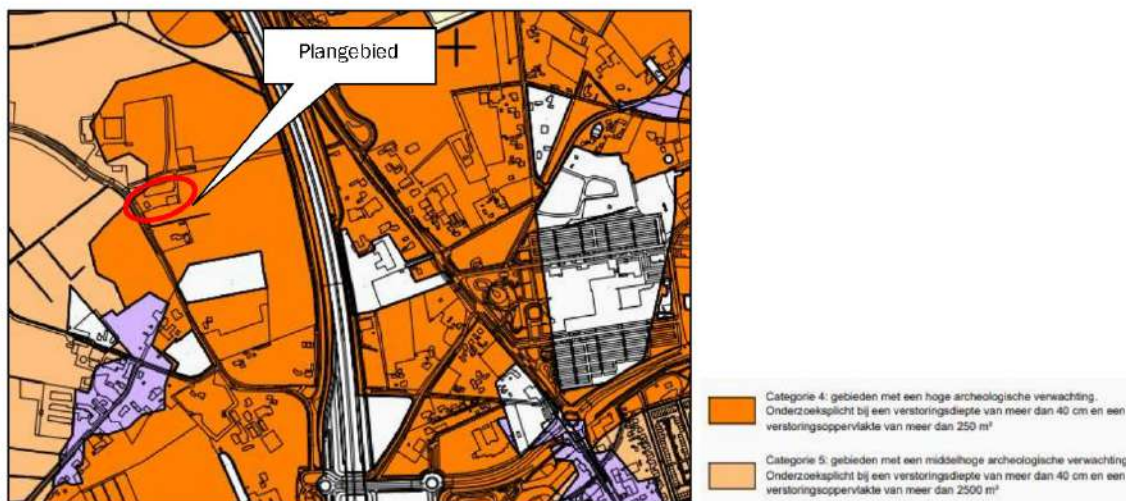 Plangebied
Categorie 4: gebieden met een hoge archeologische verwachting.
Onderzoeksplicht bij een verstoringsdiepte van meer dan 40 cm en een
verstoringsoppervlakte van meer dan 250 m²
Categorie 5: gebieden met een middelhoge archeologische verwachting.
Onderzoeksplicht bij een verstoringsdiepte van meer dan 40 cm en een
verstoringsoppervlakte van meer dan 2500 m²